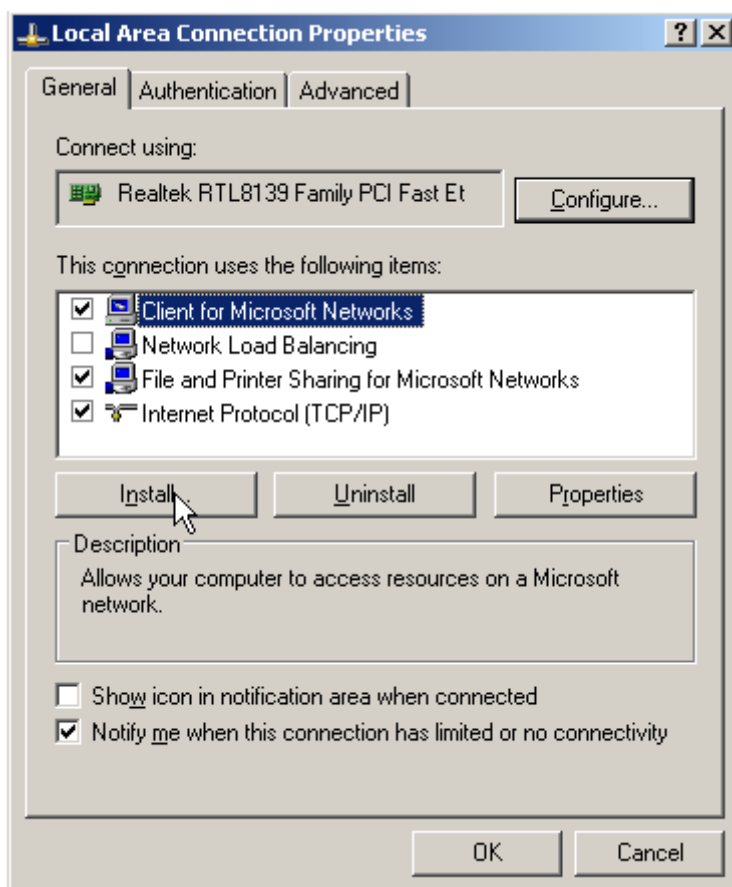 Local Area Connection Properties
General
Authentication
Advanced
Connect using:
Realtek RTL8139 Family PCI Fast Et
Configure...
This connection uses the following items:
Client for Microsoft Networks
Network Load Balancing
File and Printer Sharing for Microsoft Networks
Internet Protocol (TCP/IP)
Install...
Uninstall
Properties
Description
Allows your computer to access resources on a Microsoft
network.
Show icon in notification area when connected
Notify me when this connection has limited or no connectivity
OK
Cancel